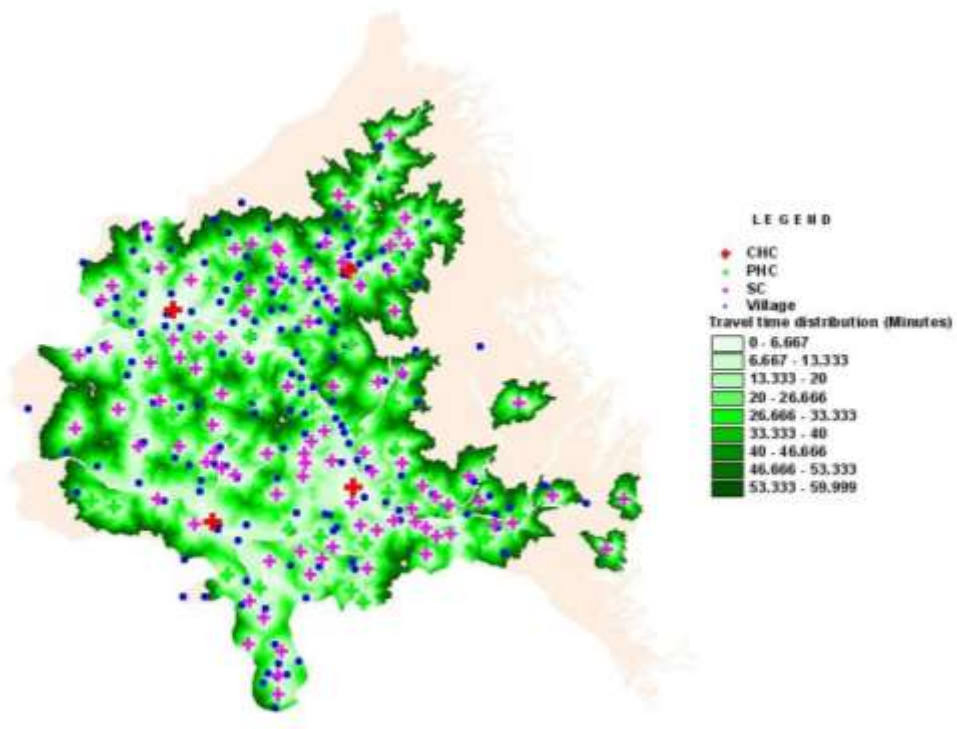 LEGEND
CHC
PHC
SC
Village
Travel time distribution (Minutes)
0 - 6.667
6.667 - 13.333
13.333 - 20
20 - 26.666
26.666 - 33.333
33.333 - 40
40 - 46.666
46.666 - 53.333
53.333 - 59.999